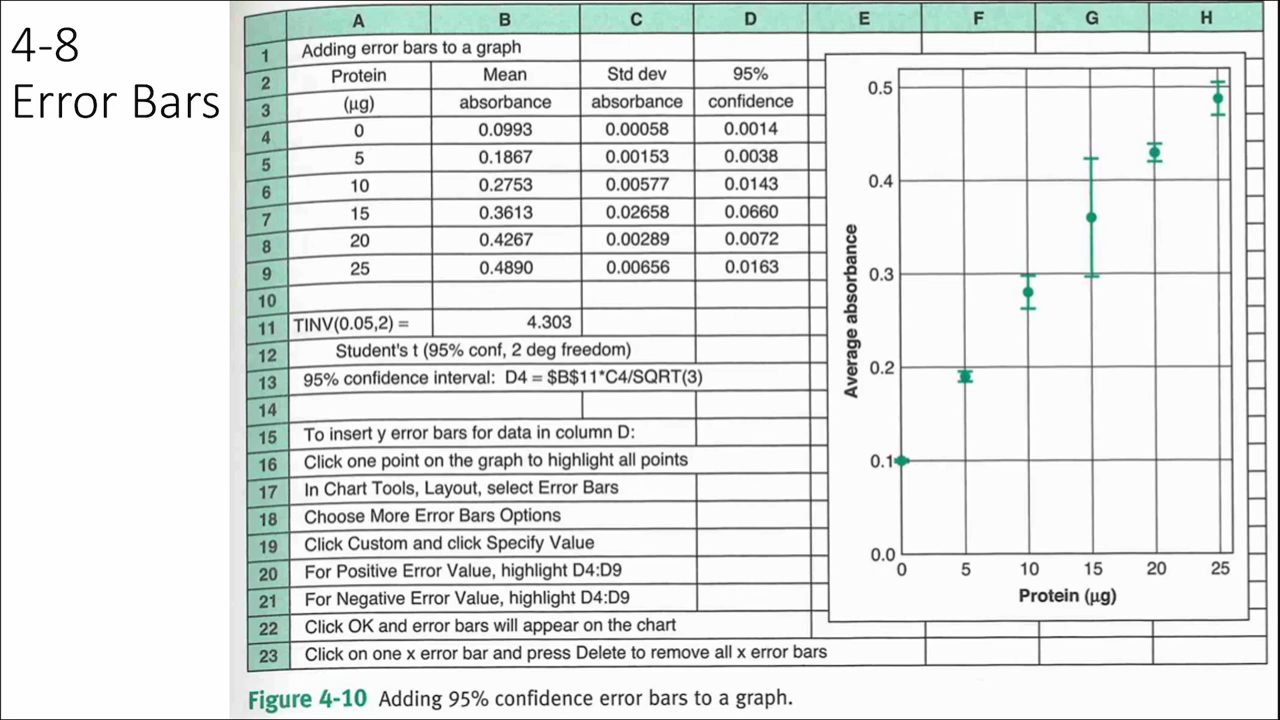 4-8
Error Bars
A B C D E F G H
1 Adding error bars to a graph
2 Protein Mean Std dev 95%
3 (μg) absorbance absorbance confidence
4 0 0.0993 0.00058 0.0014
5 5 0.1867 0.00153 0.0038
6 10 0.2753 0.00577 0.0143
7 15 0.3613 0.02658 0.0660
8 20 0.4267 0.00289 0.0072
9 25 0.4890 0.00656 0.0163
10
11 TINV(0.05,2) = 4.303
12 Student's t (95% conf, 2 deg freedom)
13 95% confidence interval: D4 = $B$11*C4/SQRT(3)
14
15 To insert y error bars for data in column D:
16 Click one point on the graph to highlight all points
17 In Chart Tools, Layout, select Error Bars
18 Choose More Error Bars Options
19 Click Custom and click Specify Value
20 For Positive Error Value, highlight D4:D9
21 For Negative Error Value, highlight D4:D9
22 Click OK and error bars will appear on the chart
23 Click on one x error bar and press Delete to remove all x error bars
0.5
0.4
0.3
0.2
0.1
0.0
Average absorbance
0 5 10 15 20 25
Protein (μg)
Figure 4-10 Adding 95% confidence error bars to a graph.